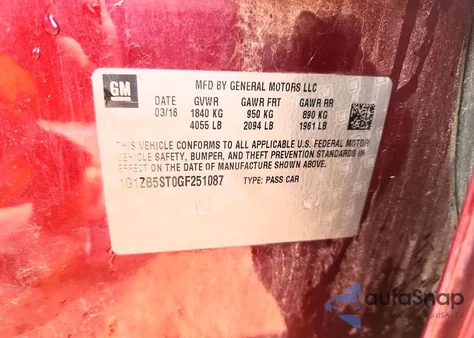 GM
MFD BY GENERAL MOTORS LLC
DATE GVWR GAWR FRT GAWR RR
03/16 1840 KG 950 KG 890 KG
4055 LB 2094 LB 1961 LB
THIS VEHICLE CONFORMS TO ALL APPLICABLE U.S. FEDERAL MOTOR
VEHICLE SAFETY, BUMPER, AND THEFT PREVENTION STANDARDS IN
EFFECT ON THE DATE OF MANUFACTURE SHOWN ABOVE.
1G1ZB5ST0GF251087 TYPE: PASS CAR
autaSnap